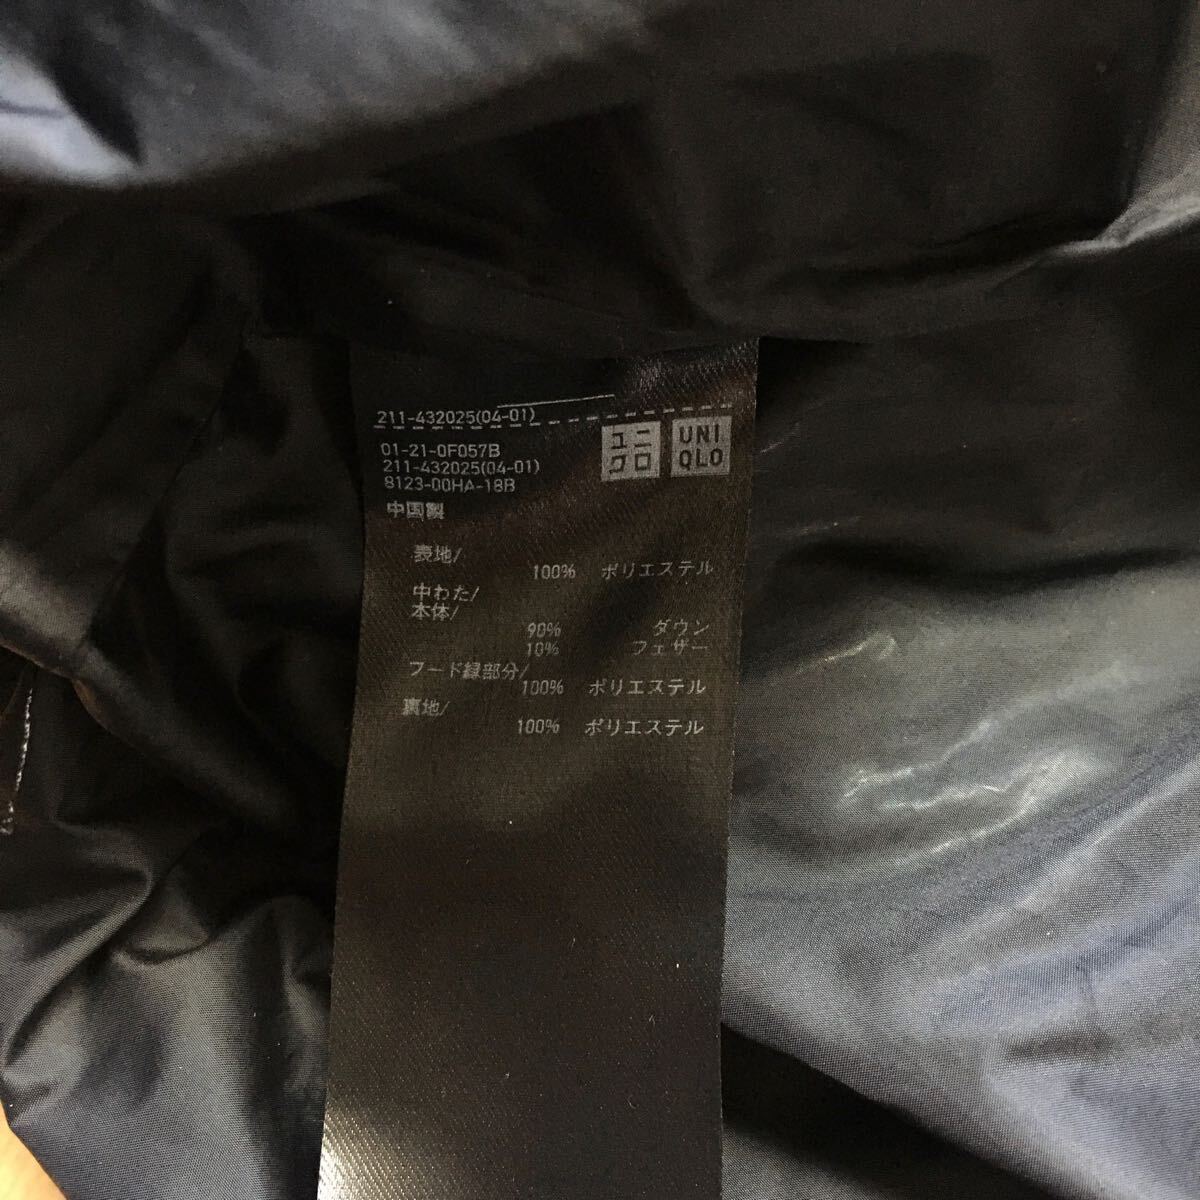 211-432025(04-01)
01-21-0F057B
211-432025(04-01)
8123-00HA-18B
中国製
ユニ
クロ
UNI
QLO
表地/
100% ポリエステル
中わた/
本体/
90% ダウン
10% フェザー
フード縁部分/
100% ポリエステル
裏地/
100% ポリエステル